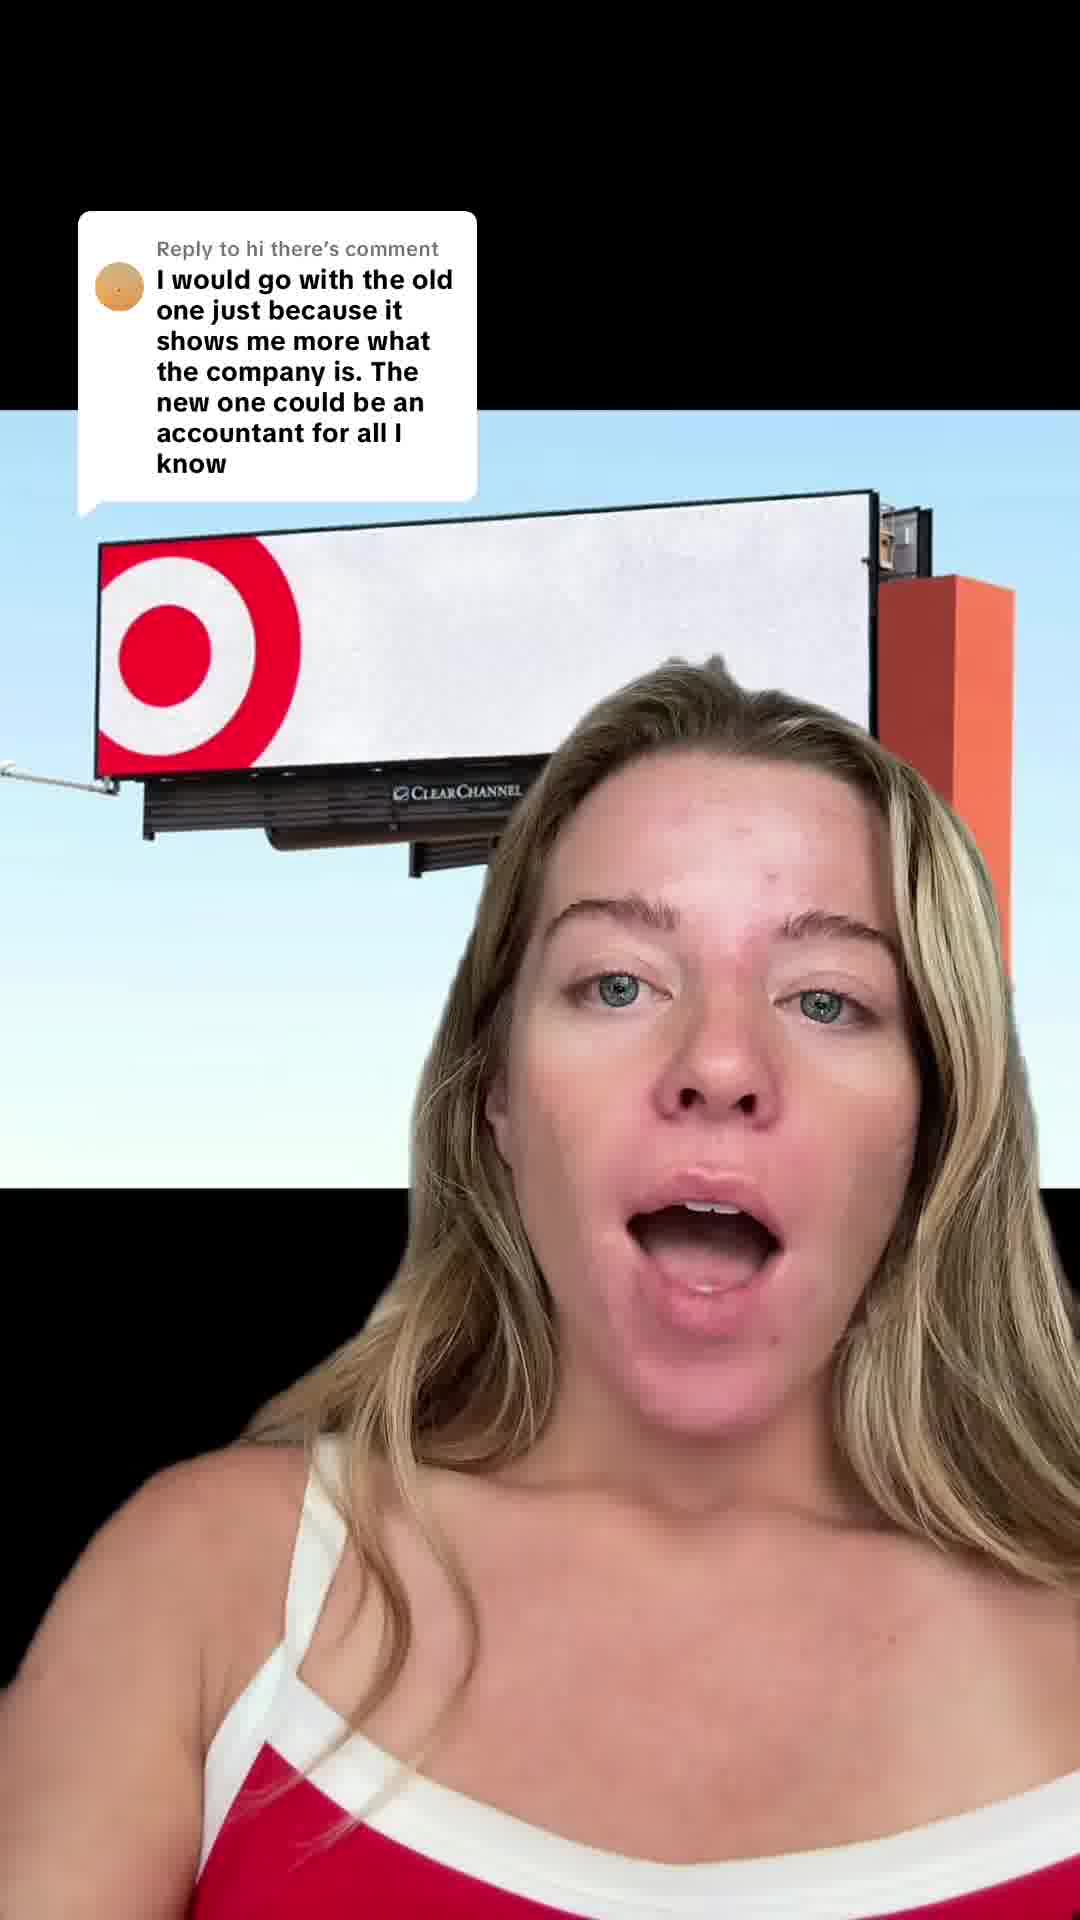 Reply to hi there's comment
I would go with the old
one just because it
shows me more what
the company is. The
new one could be an
accountant for all I
know
CLEARCHANNEL